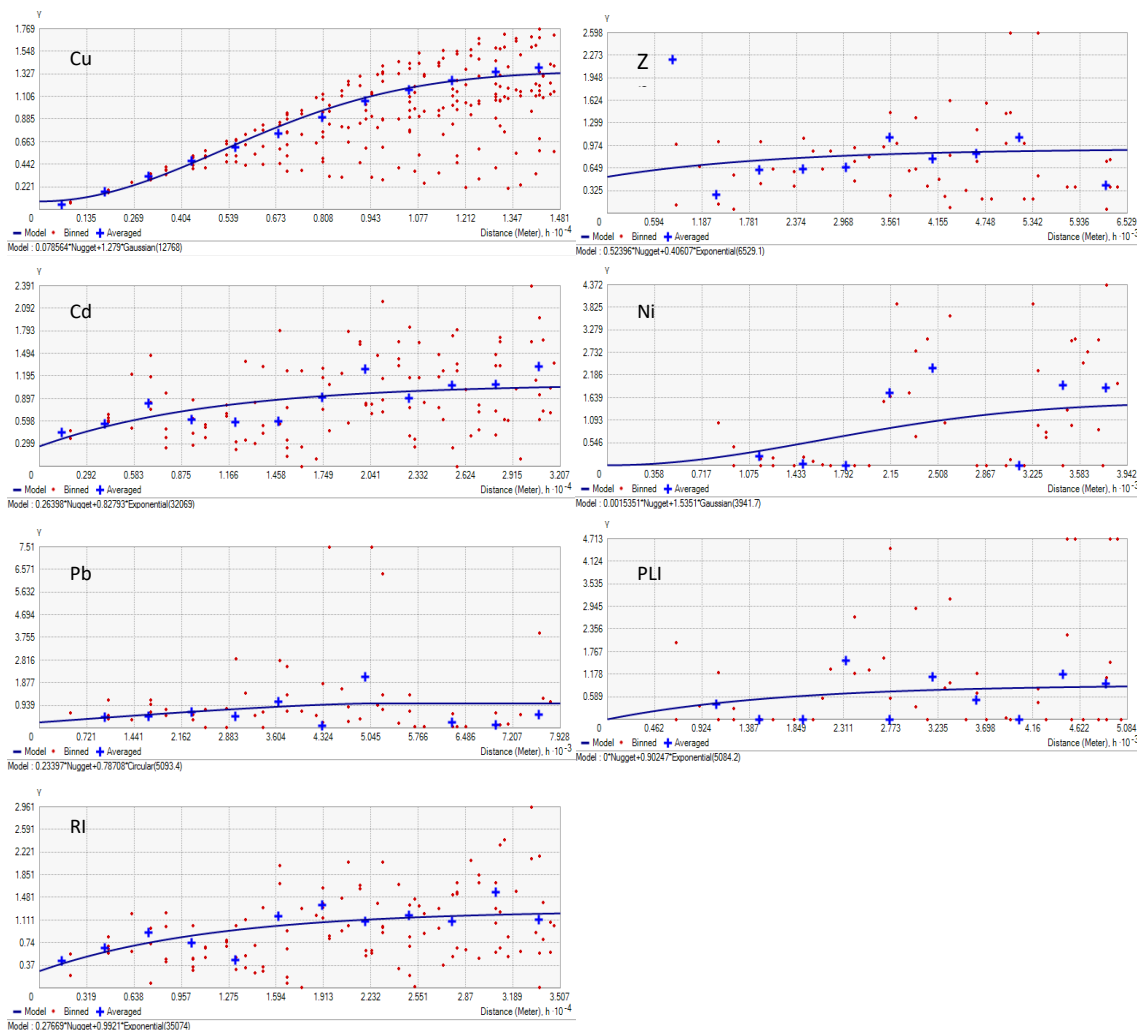 γ
1.769
1.548
1.327
1.106
0.885
0.663
0.442
0.221
Cu
0 0.135 0.269 0.404 0.539 0.673 0.808 0.943 1.077 1.212 1.347 1.481
Model Binned Averaged Distance (Meter), h ·10⁻⁴
Model : 0.078564*Nugget+1.279*Gaussian(12768)
γ
2.598
2.273
1.948
1.624
1.299
0.974
0.649
0.325
Z
0 0.594 1.187 1.781 2.374 2.968 3.561 4.155 4.748 5.342 5.936 6.529
Model Binned Averaged Distance (Meter), h ·10⁻³
Model : 0.52396*Nugget+0.40607*Exponential(6529.1)
γ
2.391
2.092
1.793
1.494
1.195
0.897
0.598
0.299
Cd
0 0.292 0.583 0.875 1.166 1.458 1.749 2.041 2.332 2.624 2.915 3.207
Model Binned Averaged Distance (Meter), h ·10⁻⁴
Model : 0.26398*Nugget+0.82793*Exponential(32069)
γ
4.372
3.825
3.279
2.732
2.186
1.639
1.093
0.546
Ni
0 0.358 0.717 1.075 1.433 1.792 2.15 2.508 2.867 3.225 3.583 3.942
Model Binned Averaged Distance (Meter), h ·10⁻³
Model : 0.0015351*Nugget+1.5351*Gaussian(3941.7)
γ
7.51
6.571
5.632
4.694
3.755
2.816
1.877
0.939
Pb
0 0.721 1.441 2.162 2.883 3.604 4.324 5.045 5.766 6.486 7.207 7.928
Model Binned Averaged Distance (Meter), h ·10⁻³
Model : 0.23397*Nugget+0.78708*Circular(5093.4)
γ
4.713
4.124
3.535
2.945
2.356
1.767
1.178
0.589
PLI
0 0.462 0.924 1.387 1.849 2.311 2.773 3.235 3.698 4.16 4.622 5.084
Model Binned Averaged Distance (Meter), h ·10⁻³
Model : 0*Nugget+0.90247*Exponential(5084.2)
γ
2.961
2.591
2.221
1.851
1.481
1.111
0.74
0.37
RI
0 0.319 0.638 0.957 1.275 1.594 1.913 2.232 2.551 2.87 3.189 3.507
Model Binned Averaged Distance (Meter), h ·10⁻⁴
Model : 0.27669*Nugget+0.9921*Exponential(35074)